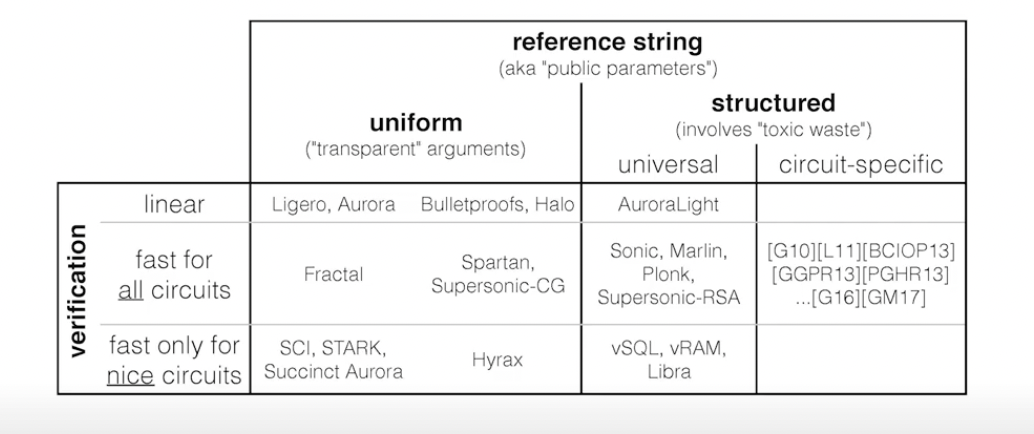 reference string
(aka "public parameters")
uniform
("transparent" arguments)
structured
(involves "toxic waste")
universal
circuit-specific
verification
linear
Ligero, Aurora
Bulletproofs, Halo
AuroraLight
fast for
all circuits
Fractal
Spartan,
Supersonic-CG
Sonic, Marlin,
Plonk,
Supersonic-RSA
[G10][L11][BCIOP13]
[GGPR13][PGHR13]
...[G16][GM17]
fast only for
nice circuits
SCI, STARK,
Succinct Aurora
Hyrax
vSQL, vRAM,
Libra